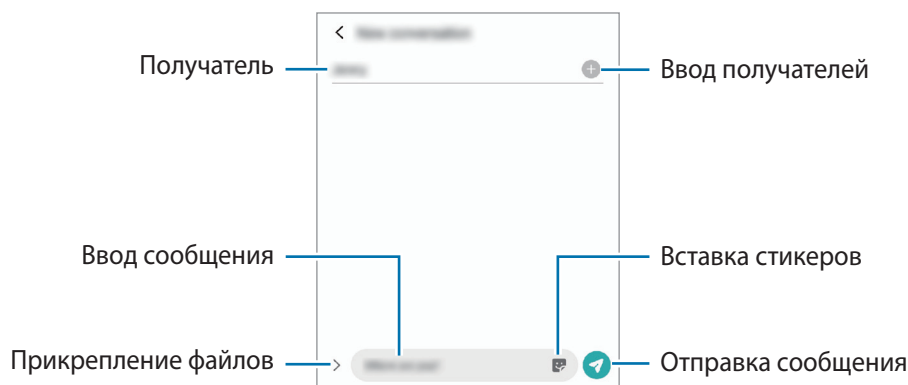 Получатель
Ввод получателей
Ввод сообщения
Вставка стикеров
Прикрепление файлов
Отправка сообщения